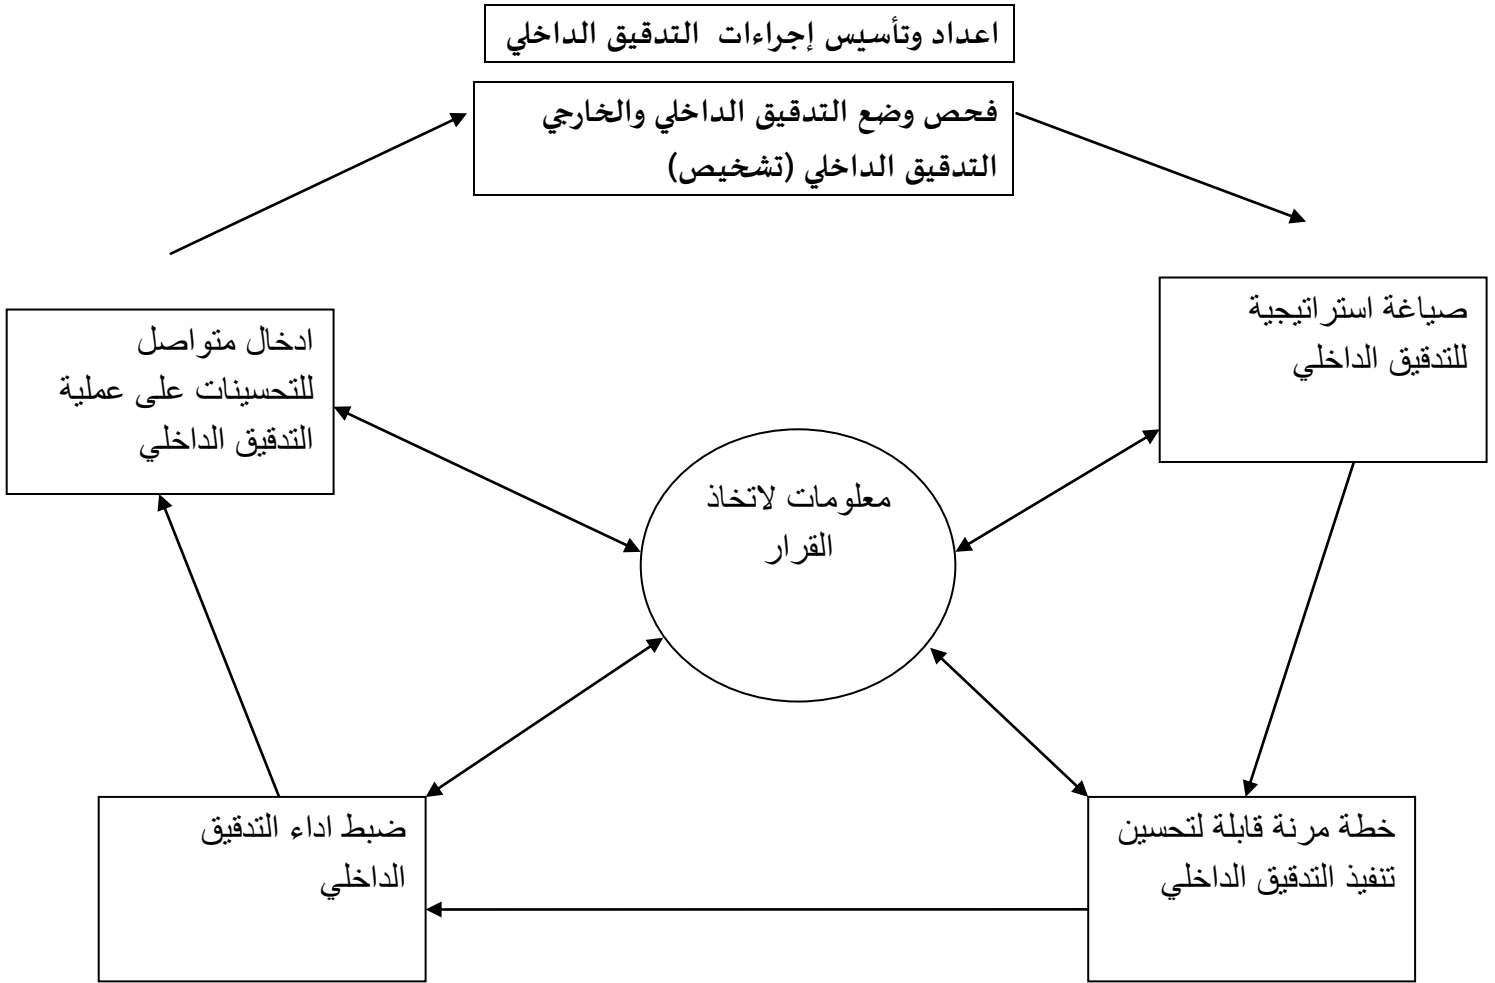 اعداد وتأسيس إجراءات التدقيق الداخلي
فحص وضع التدقيق الداخلي والخارجي
التدقيق الداخلي (تشخيص)
صياغة استراتيجية
للتدقيق الداخلي
ادخال متواصل
للتحسينات على عملية
التدقيق الداخلي
معلومات لاتخاذ
القرار
خطة مرنة قابلة لتحسين
تنفيذ التدقيق الداخلي
ضبط اداء التدقيق
الداخلي